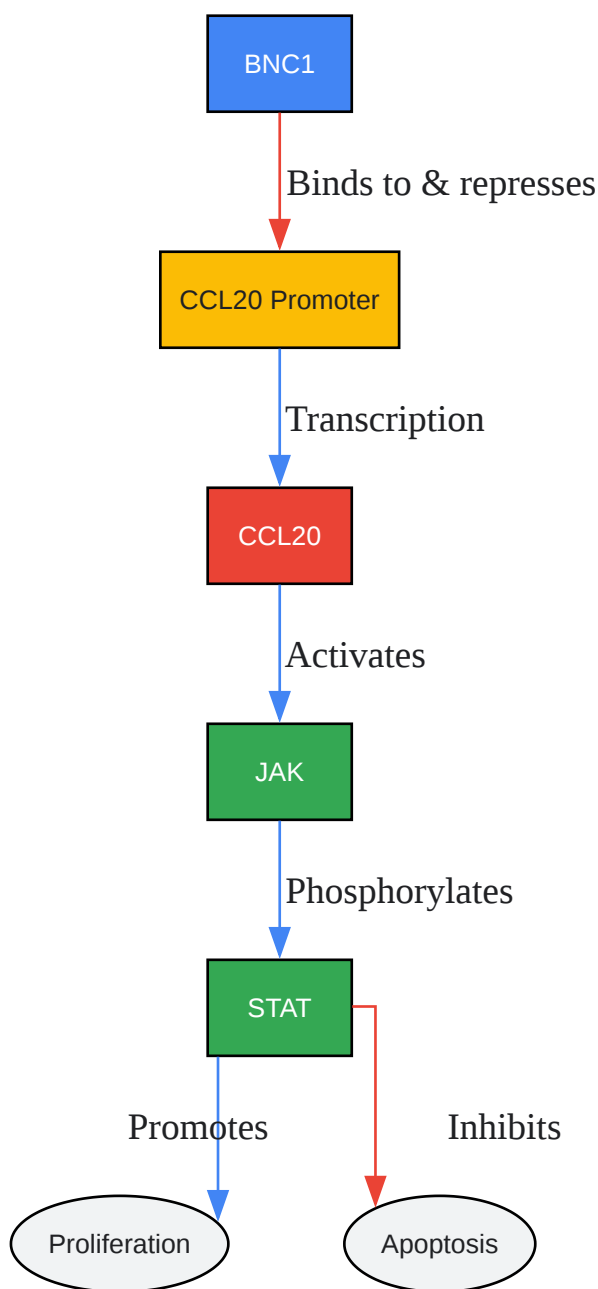 BNC1
Binds to & represses
CCL20 Promoter
Transcription
CCL20
Activates
JAK
Phosphorylates
STAT
Promotes
Inhibits
Proliferation
Apoptosis